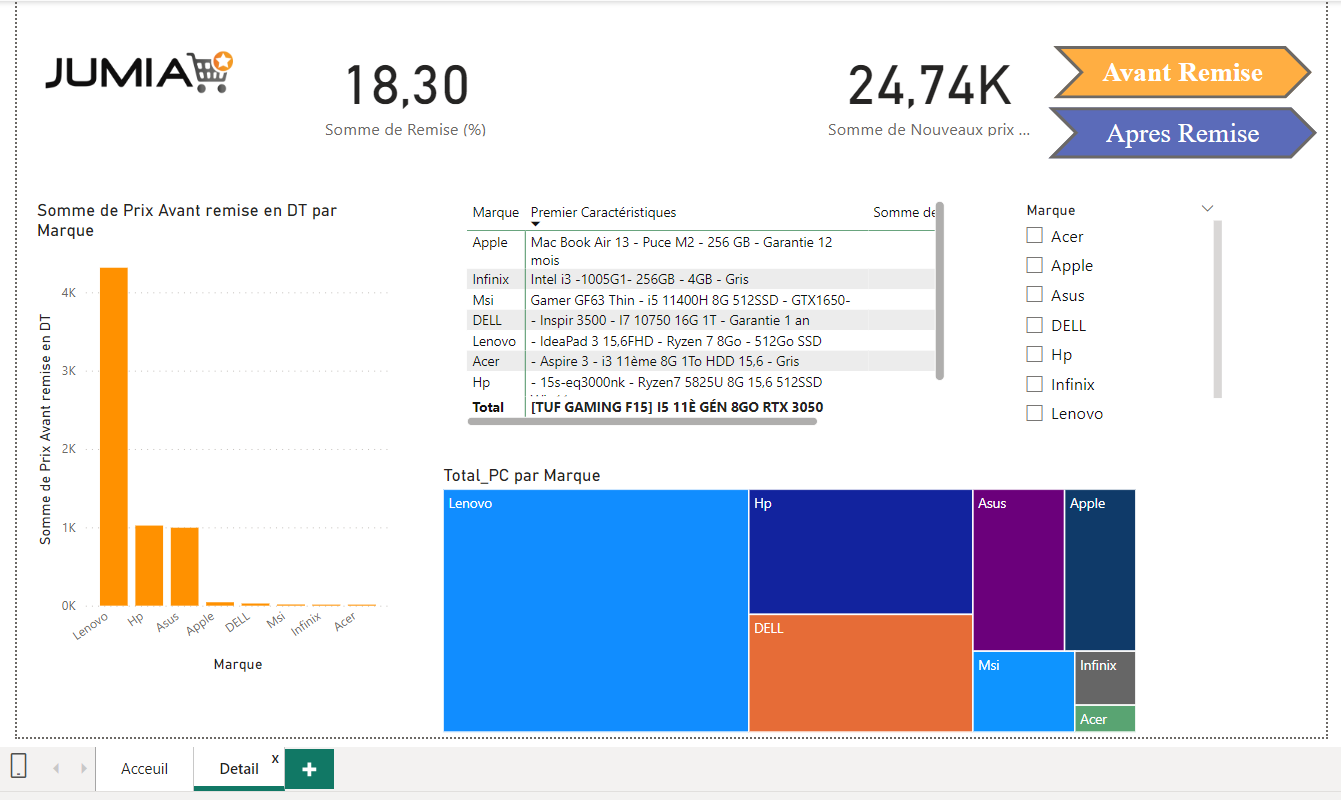 JUMIA
18,30
Somme de Remise (%)
24,74K
Somme de Nouveaux prix ...
Avant Remise
Apres Remise
Somme de Prix Avant remise en DT par
Marque
Somme de Prix Avant remise en DT
4K
3K
2K
1K
0K
Lenovo
Hp
Asus
Apple
DELL
Msi
Infinix
Acer
Marque
Marque Premier Caractéristiques Somme de
Apple Mac Book Air 13 - Puce M2 - 256 GB - Garantie 12
mois
Infinix Intel i3 -1005G1- 256GB - 4GB - Gris
Msi Gamer GF63 Thin - i5 11400H 8G 512SSD - GTX1650-
DELL - Inspir 3500 - I7 10750 16G 1T - Garantie 1 an
Lenovo - IdeaPad 3 15,6FHD - Ryzen 7 8Go - 512Go SSD
Acer - Aspire 3 - i3 11ème 8G 1To HDD 15,6 - Gris
Hp - 15s-eq3000nk - Ryzen7 5825U 8G 15,6 512SSD
Total [TUF GAMING F15] I5 11È GÉN 8GO RTX 3050
Marque
Acer
Apple
Asus
DELL
Hp
Infinix
Lenovo
Total_PC par Marque
Lenovo
Hp
DELL
Asus
Apple
Msi
Infinix
Acer
Acceuil
Detail
x
+